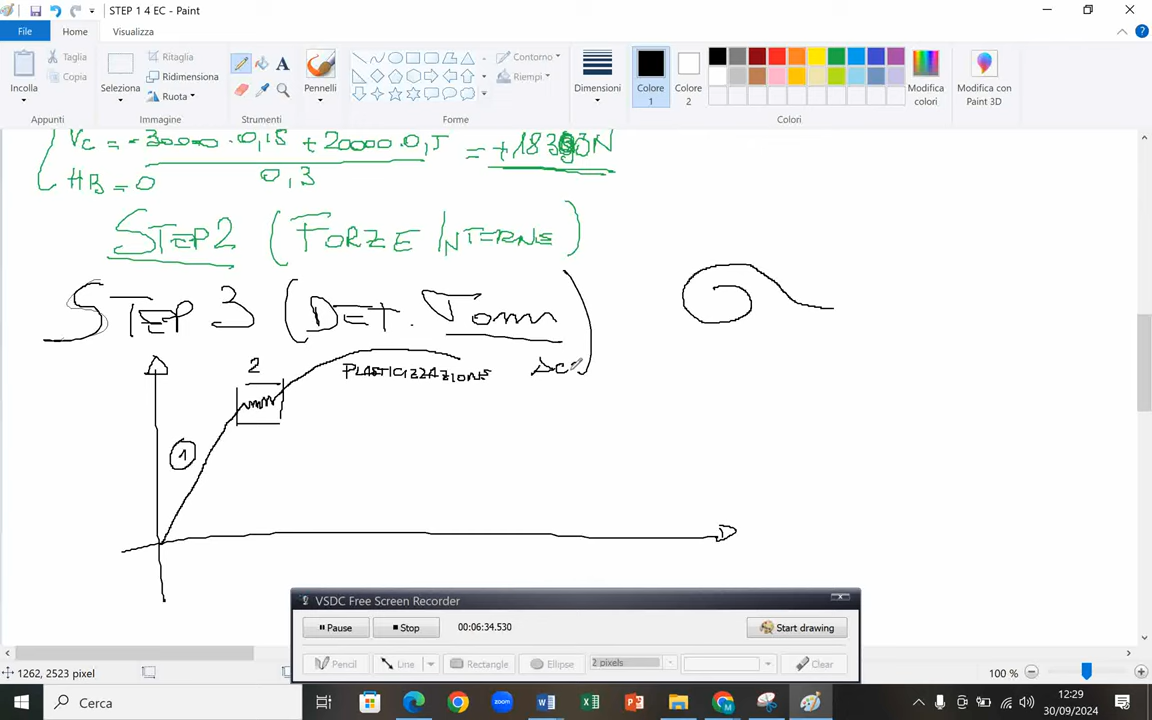 STEP 1 4 EC - Paint
File Home Visualizza
Incolla
Taglia
Copia
Appunti
Seleziona
Ritaglia
Ridimensiona
Ruota
Immagine
A
Strumenti
Pennelli
Contorno
Riempi
Forme
Dimensioni
Colore 1
Colore 2
Modifica colori
Colori
Modifica con Paint 3D
HB = 0
0,3
STEP 2 ( FORZE INTERNE )
STEP 3 ( DET.
2
PLASTICIZZAZIONE
1
VSDC Free Screen Recorder
Pause Stop 00:06:34.530 Start drawing
Pencil Line Rectangle Ellipse 2 pixels Clear
1262, 2523 pixel
100 %
Cerca
12:29
30/09/2024